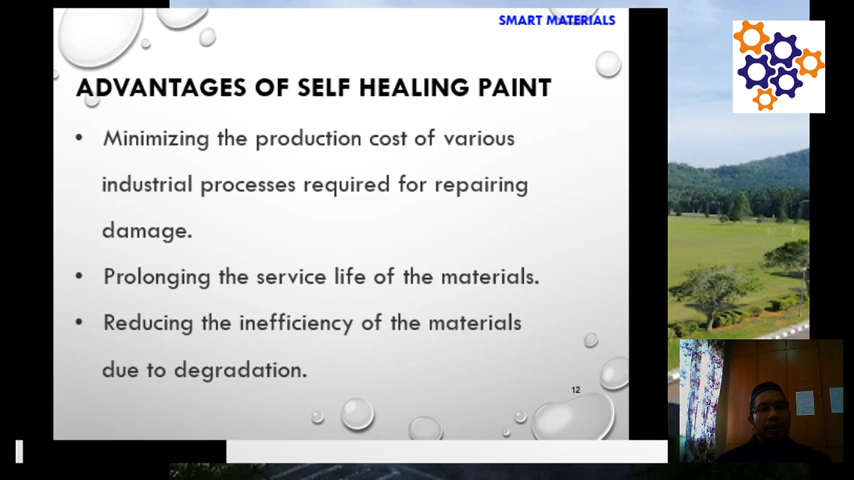 SMART MATERIALS
ADVANTAGES OF SELF HEALING PAINT
• Minimizing the production cost of various
industrial processes required for repairing
damage.
• Prolonging the service life of the materials.
• Reducing the inefficiency of the materials
due to degradation.
12